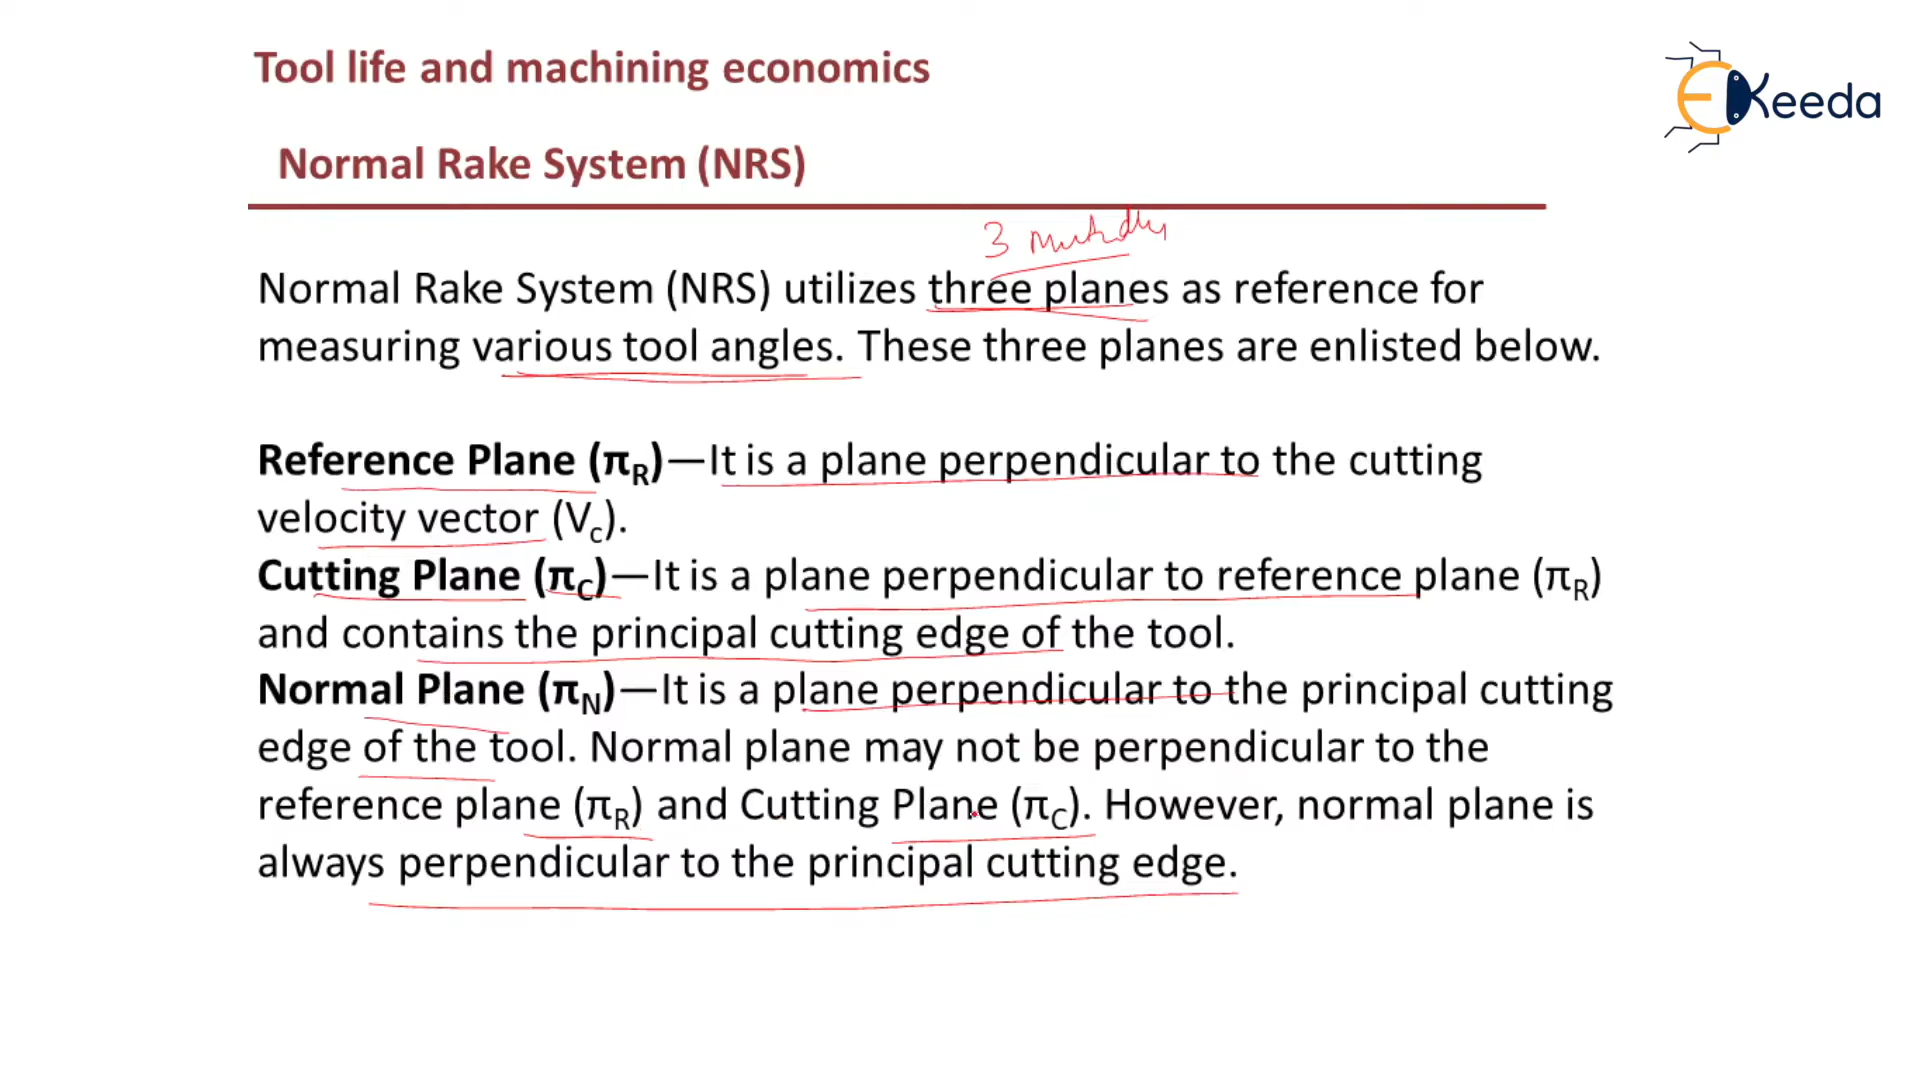 Tool life and machining economics
EKeeda
Normal Rake System (NRS)
3
Normal Rake System (NRS) utilizes three planes as reference for
measuring various tool angles. These three planes are enlisted below.
Reference Plane (πR)—It is a plane perpendicular to the cutting
velocity vector (Vc).
Cutting Plane (πC)—It is a plane perpendicular to reference plane (πR)
and contains the principal cutting edge of the tool.
Normal Plane (πN)—It is a plane perpendicular to the principal cutting
edge of the tool. Normal plane may not be perpendicular to the
reference plane (πR) and Cutting Plane (πC). However, normal plane is
always perpendicular to the principal cutting edge.